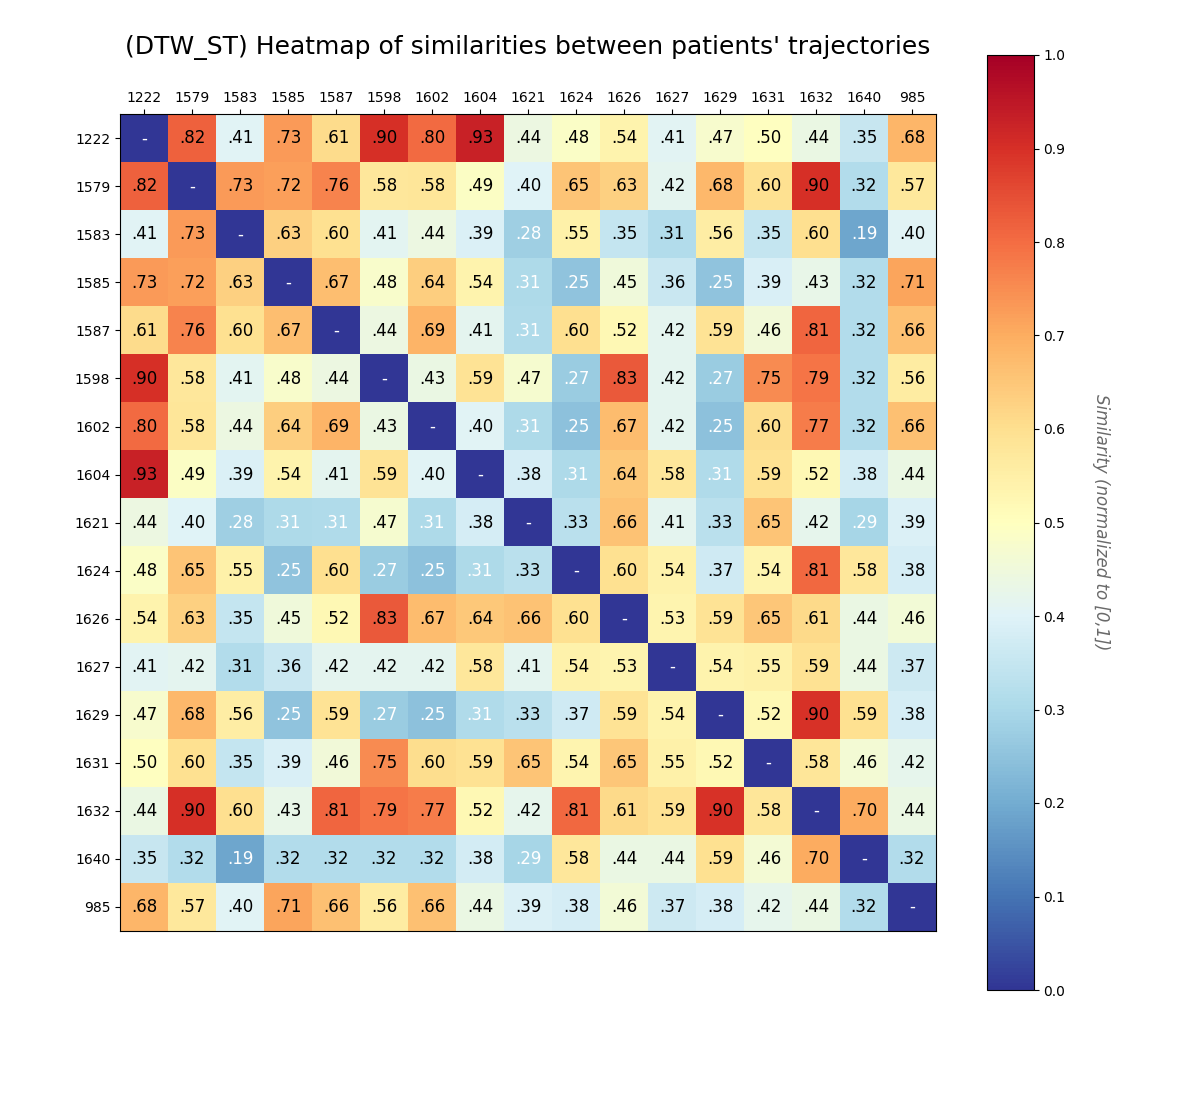 (DTW_ST) Heatmap of similarities between patients' trajectories
1222 1579 1583 1585 1587 1598 1602 1604 1621 1624 1626 1627 1629 1631 1632 1640 985
1222 - .82 .41 .73 .61 .90 .80 .93 .44 .48 .54 .41 .47 .50 .44 .35 .68
1579 .82 - .73 .72 .76 .58 .58 .49 .40 .65 .63 .42 .68 .60 .90 .32 .57
1583 .41 .73 - .63 .60 .41 .44 .39 .28 .55 .35 .31 .56 .35 .60 .19 .40
1585 .73 .72 .63 - .67 .48 .64 .54 .31 .25 .45 .36 .25 .39 .43 .32 .71
1587 .61 .76 .60 .67 - .44 .69 .41 .31 .60 .52 .42 .59 .46 .81 .32 .66
1598 .90 .58 .41 .48 .44 - .43 .59 .47 .27 .83 .42 .27 .75 .79 .32 .56
1602 .80 .58 .44 .64 .69 .43 - .40 .31 .25 .67 .42 .25 .60 .77 .32 .66
1604 .93 .49 .39 .54 .41 .59 .40 - .38 .31 .64 .58 .31 .59 .52 .38 .44
1621 .44 .40 .28 .31 .31 .47 .31 .38 - .33 .66 .41 .33 .65 .42 .29 .39
1624 .48 .65 .55 .25 .60 .27 .25 .31 .33 - .60 .54 .37 .54 .81 .58 .38
1626 .54 .63 .35 .45 .52 .83 .67 .64 .66 .60 - .53 .59 .65 .61 .44 .46
1627 .41 .42 .31 .36 .42 .42 .42 .58 .41 .54 .53 - .54 .55 .59 .44 .37
1629 .47 .68 .56 .25 .59 .27 .25 .31 .33 .37 .59 .54 - .52 .90 .59 .38
1631 .50 .60 .35 .39 .46 .75 .60 .59 .65 .54 .65 .55 .52 - .58 .46 .42
1632 .44 .90 .60 .43 .81 .79 .77 .52 .42 .81 .61 .59 .90 .58 - .70 .44
1640 .35 .32 .19 .32 .32 .32 .32 .38 .29 .58 .44 .44 .59 .46 .70 - .32
985 .68 .57 .40 .71 .66 .56 .66 .44 .39 .38 .46 .37 .38 .42 .44 .32 -
1.0
0.9
0.8
0.7
0.6
0.5
0.4
0.3
0.2
0.1
0.0
Similarity (normalized to [0,1])